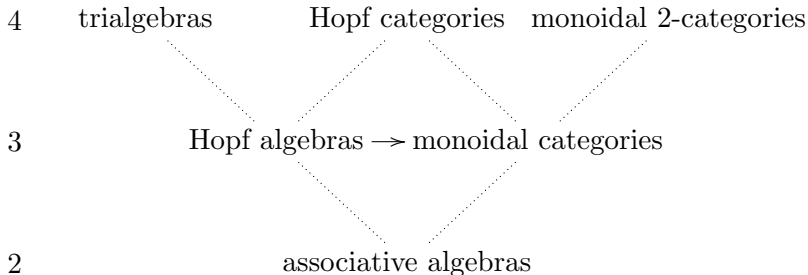 4 trialgebras Hopf categories monoidal 2-categories
3 Hopf algebras → monoidal categories
2 associative algebras